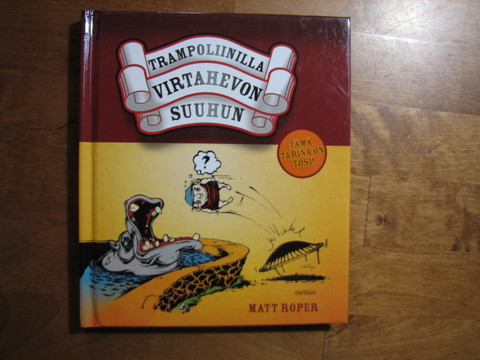 TRAMPOLIINILLA
VIRTAHEVON
SUUHUN
TÄMÄ
TARINA ON
TOSI!
?
MATT ROPER